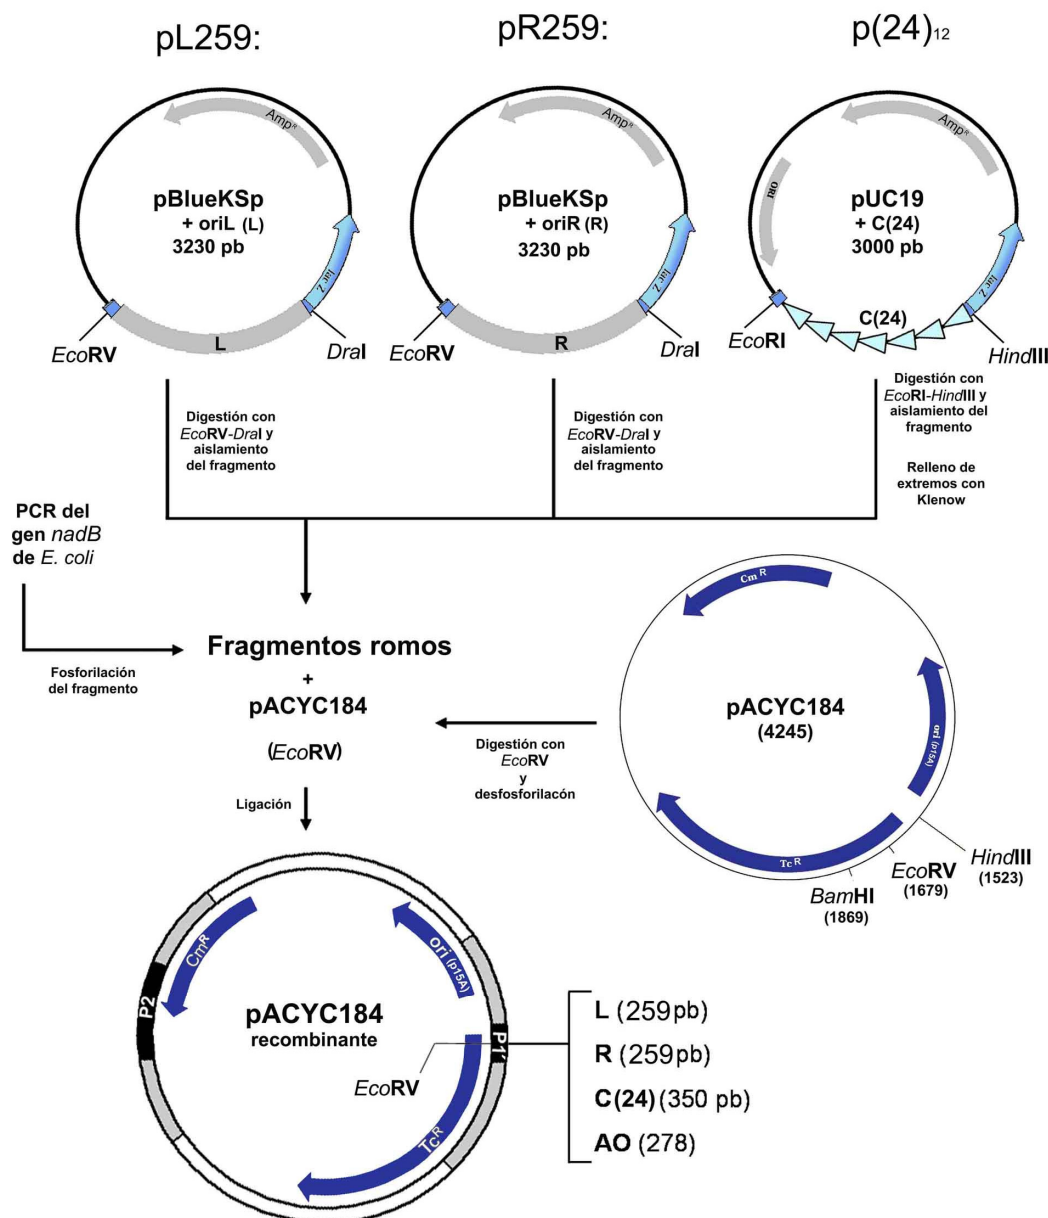 pL259:
pR259:
p(24)12
AmpR
pBlueKSp
+ oriL (L)
3230 pb
lac Z
EcoRV
L
DraI
AmpR
pBlueKSp
+ oriR (R)
3230 pb
lac Z
EcoRV
R
DraI
AmpR
ORI
pUC19
+ C(24)
3000 pb
lac Z
C(24)
EcoRI
HindIII
Digestión con
EcoRV-DraI y
aislamiento
del fragmento
Digestión con
EcoRV-DraI y
aislamiento
del fragmento
Digestión con
EcoRI-HindIII y
aislamiento del
fragmento
Relleno de
extremos con
Klenow
PCR del
gen nadB
de E. coli
Fosforilación
del fragmento
Fragmentos romos
+
pACYC184
(EcoRV)
Digestión con
EcoRV
y
desfosforilacón
CmR
pACYC184
(4245)
ori (p15A)
TcR
HindIII
(1523)
EcoRV
(1679)
BamHI
(1869)
Ligación
CmR
ori (p15A)
P2
pACYC184
recombinante
P1'
EcoRV
TcR
L (259pb)
R (259pb)
C(24) (350 pb)
AO (278)